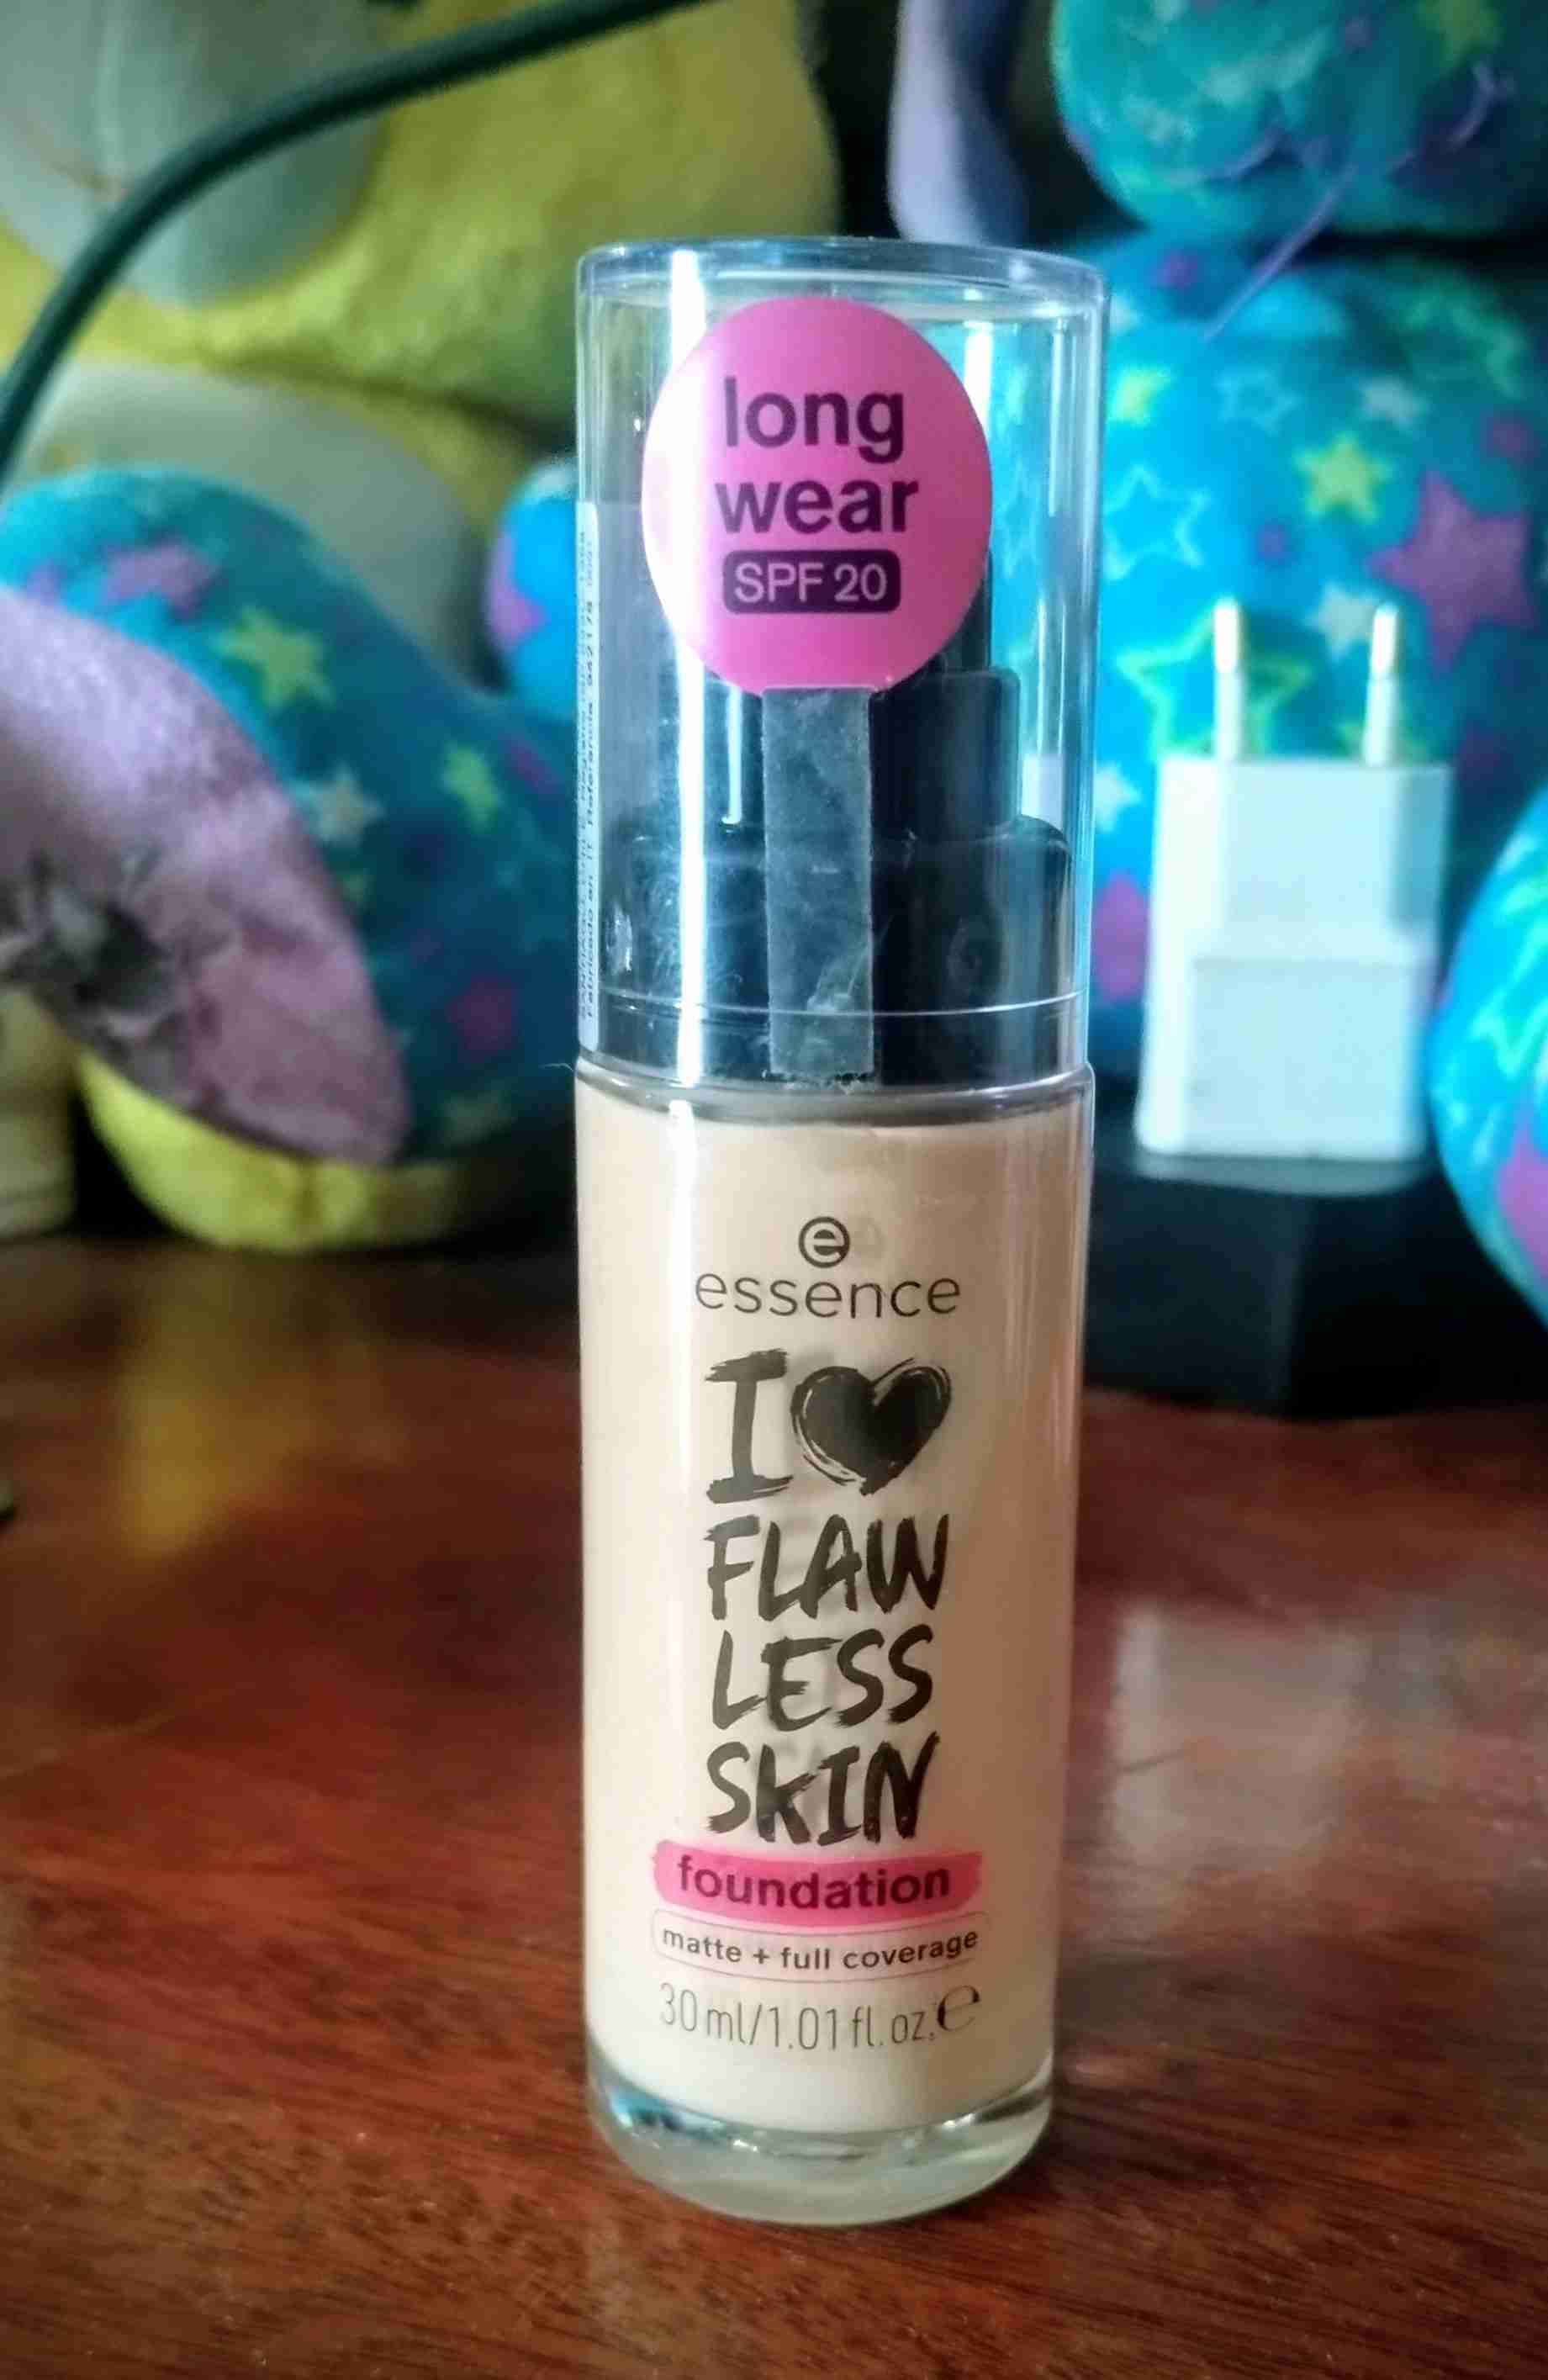 long
wear
SPF 20
e
essence
I ♥
FLAW
LESS
SKIN
foundation
matte + full coverage
30 ml/1.01 fl. oz. ℮